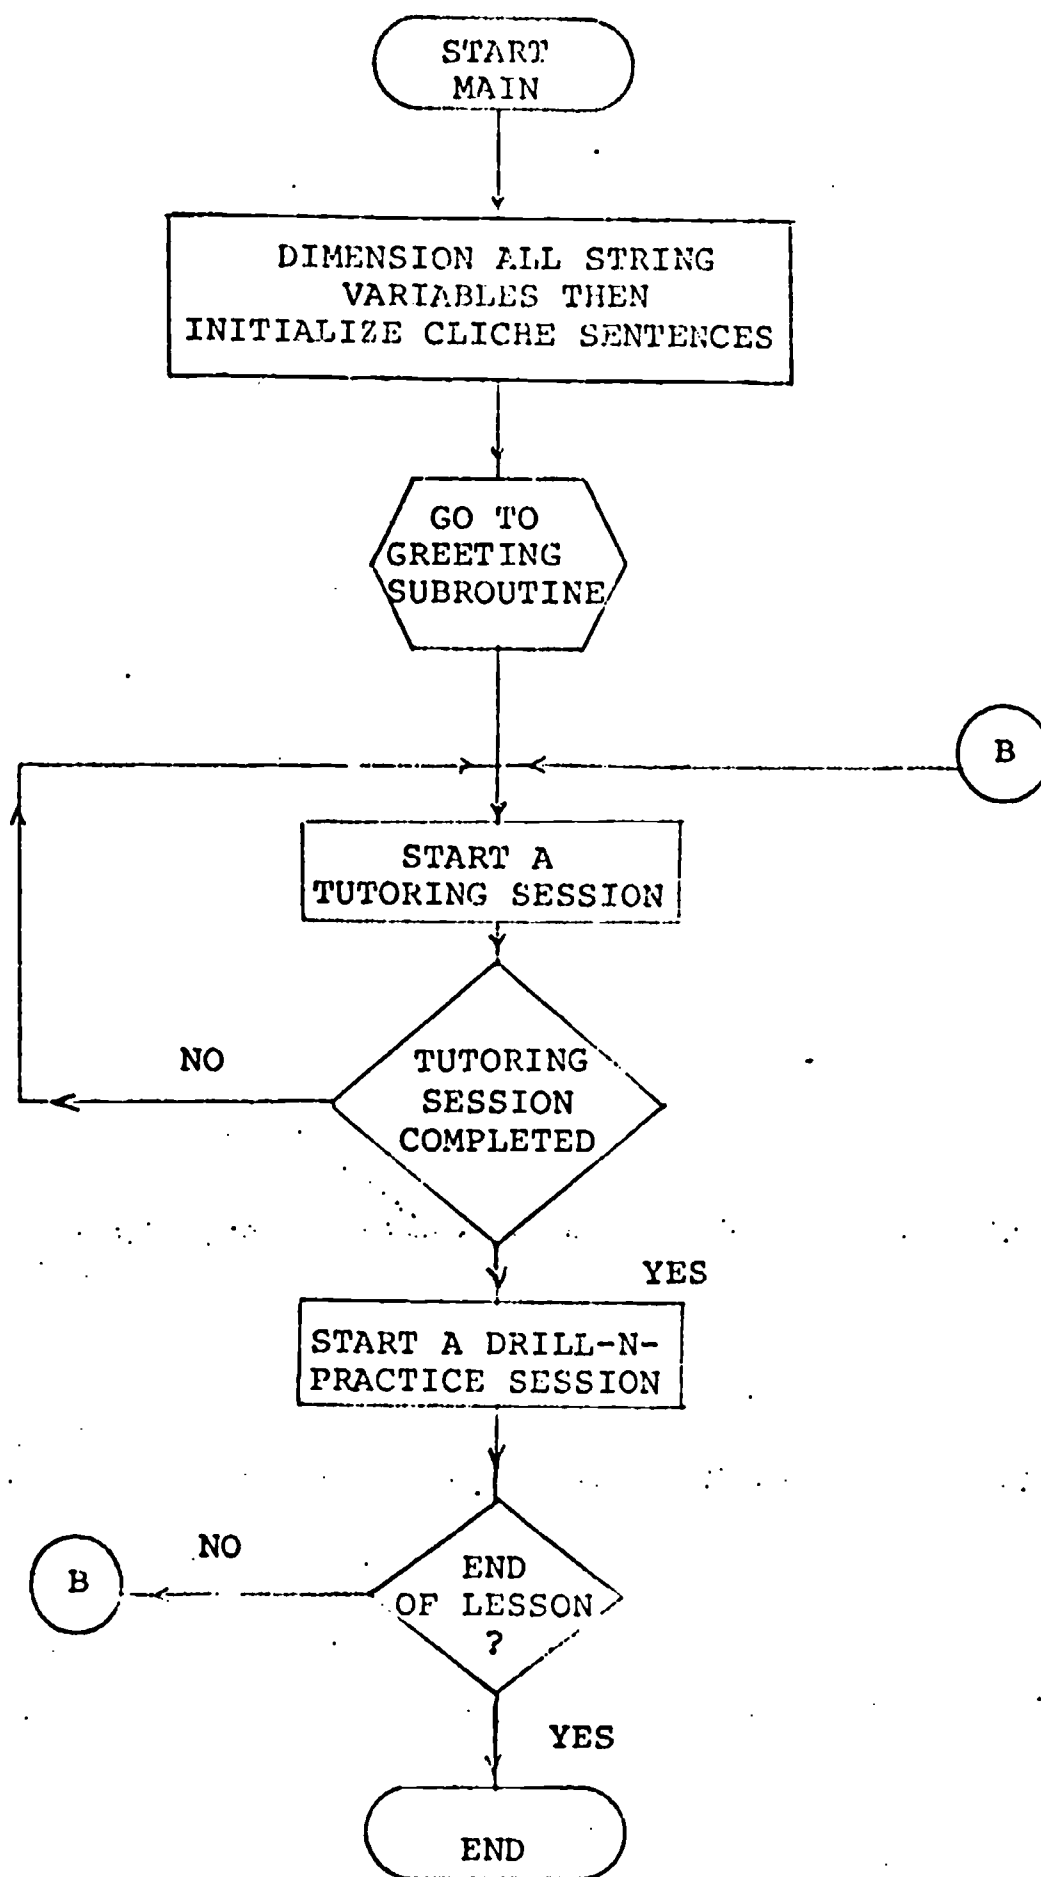 START
MAIN
DIMENSION ALL STRING
VARIABLES THEN
INITIALIZE CLICHE SENTENCES
GO TO
GREETING
SUBROUTINE
B
START A
TUTORING SESSION
NO
TUTORING
SESSION
COMPLETED
YES
START A DRILL-N-
PRACTICE SESSION
B
NO
END
OF LESSON
?
YES
END